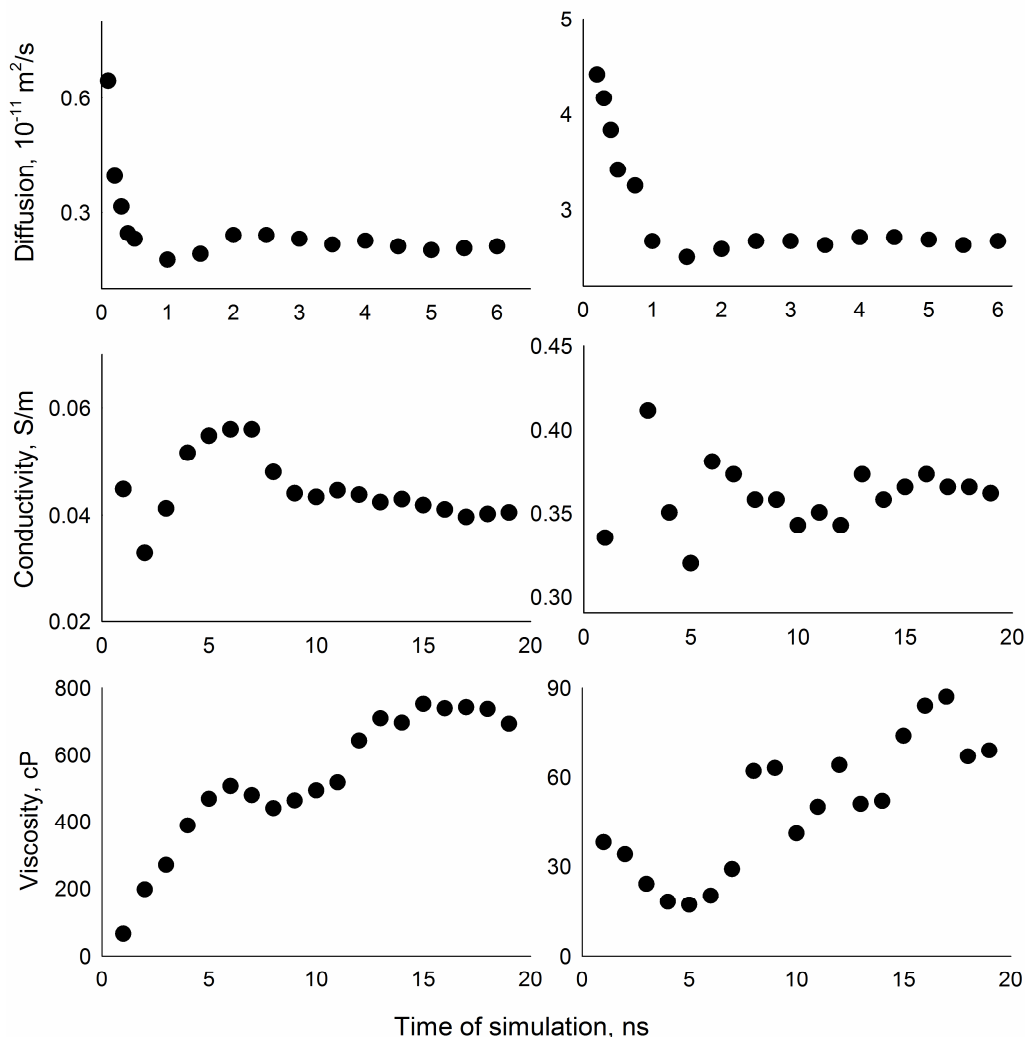 5
Diffusion, 10⁻¹¹ m²/s
0.6
4
0.3
3
0 1 2 3 4 5 6
0 1 2 3 4 5 6
Conductivity, S/m
0.45
0.06
0.40
0.04
0.35
0.30
0.02
0 5 10 15 20
0 5 10 15 20
Viscosity, cP
800
90
600
60
400
30
200
0
0
0 5 10 15 20
0 5 10 15 20
Time of simulation, ns